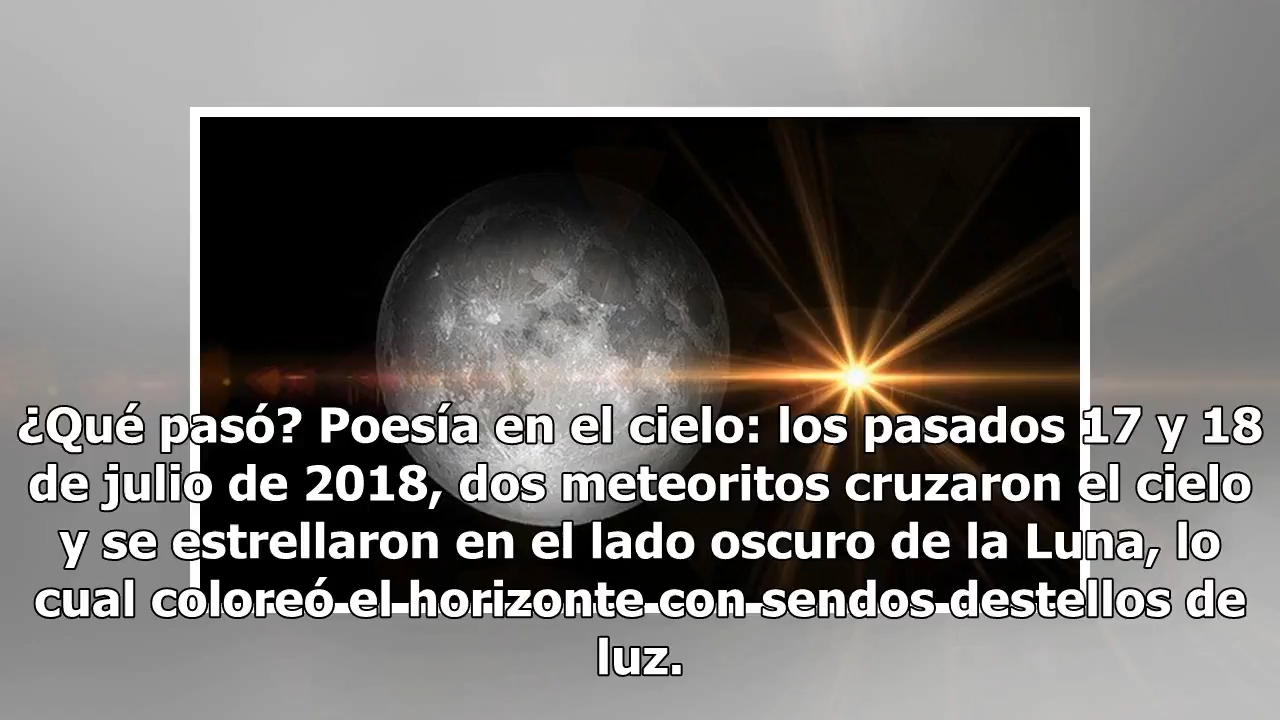 ¿Qué pasó? Poesía en el cielo: los pasados 17 y 18
de julio de 2018, dos meteoritos cruzaron el cielo
y se estrellaron en el lado oscuro de la Luna, lo
cual coloreó el horizonte con sendos destellos de
luz.